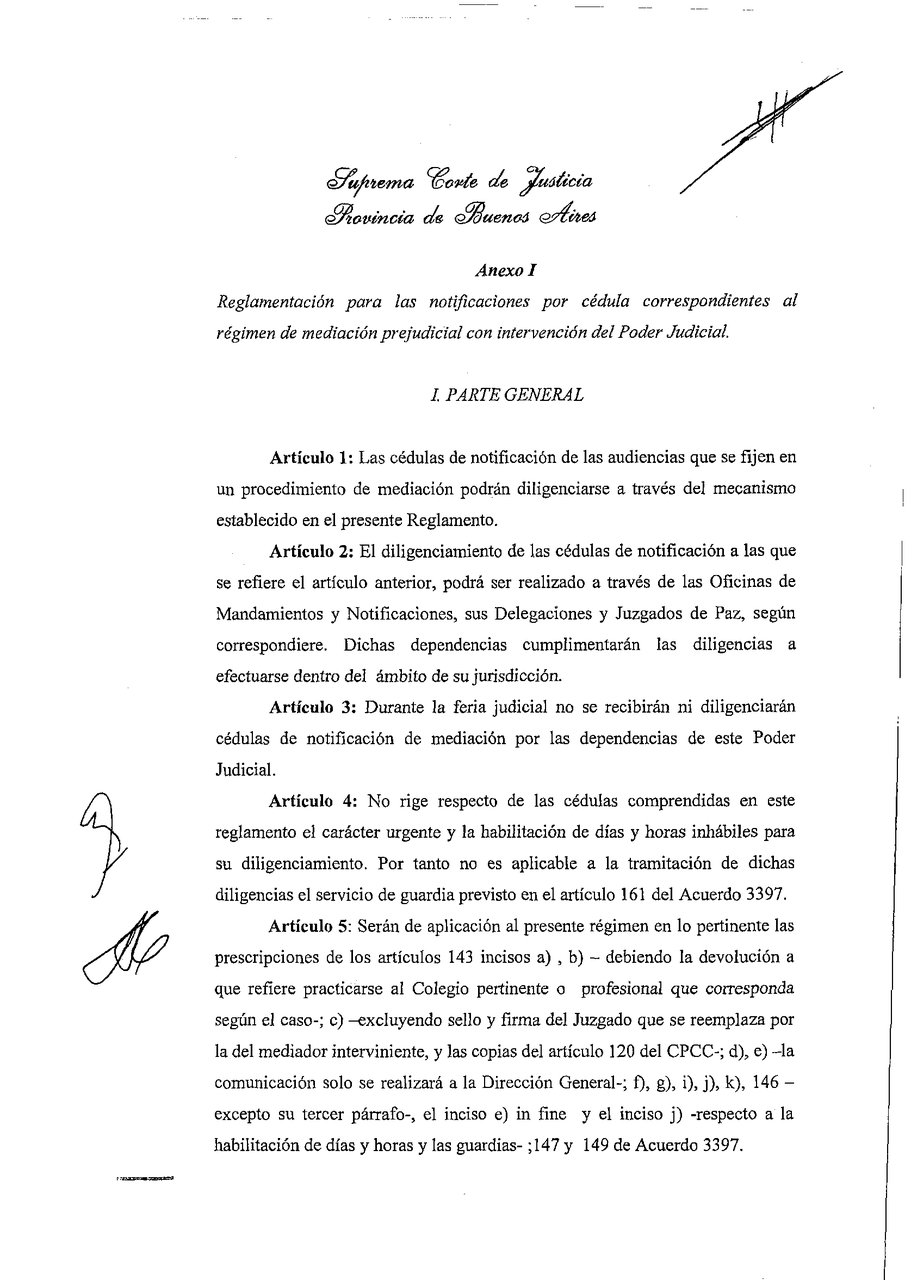 Suprema Corte de Justicia
Provincia de Buenos Aires
Anexo I
Reglamentación para las notificaciones por cédula correspondientes al
régimen de mediación prejudicial con intervención del Poder Judicial.
I. PARTE GENERAL
Artículo 1: Las cédulas de notificación de las audiencias que se fijen en
un procedimiento de mediación podrán diligenciarse a través del mecanismo
establecido en el presente Reglamento.
Artículo 2: El diligenciamiento de las cédulas de notificación a las que
se refiere el artículo anterior, podrá ser realizado a través de las Oficinas de
Mandamientos y Notificaciones, sus Delegaciones y Juzgados de Paz, según
correspondiere. Dichas dependencias cumplimentarán las diligencias a
efectuarse dentro del ámbito de su jurisdicción.
Artículo 3: Durante la feria judicial no se recibirán ni diligenciarán
cédulas de notificación de mediación por las dependencias de este Poder
Judicial.
Artículo 4: No rige respecto de las cédulas comprendidas en este
reglamento el carácter urgente y la habilitación de días y horas inhábiles para
su diligenciamiento. Por tanto no es aplicable a la tramitación de dichas
diligencias el servicio de guardia previsto en el artículo 161 del Acuerdo 3397.
Artículo 5: Serán de aplicación al presente régimen en lo pertinente las
prescripciones de los artículos 143 incisos a) , b) – debiendo la devolución a
que refiere practicarse al Colegio pertinente o profesional que corresponda
según el caso-; c) –excluyendo sello y firma del Juzgado que se reemplaza por
la del mediador interviniente, y las copias del artículo 120 del CPCC-; d), e) –la
comunicación solo se realizará a la Dirección General-; f), g), i), j), k), 146 –
excepto su tercer párrafo-, el inciso e) in fine y el inciso j) -respecto a la
habilitación de días y horas y las guardias- ;147 y 149 de Acuerdo 3397.